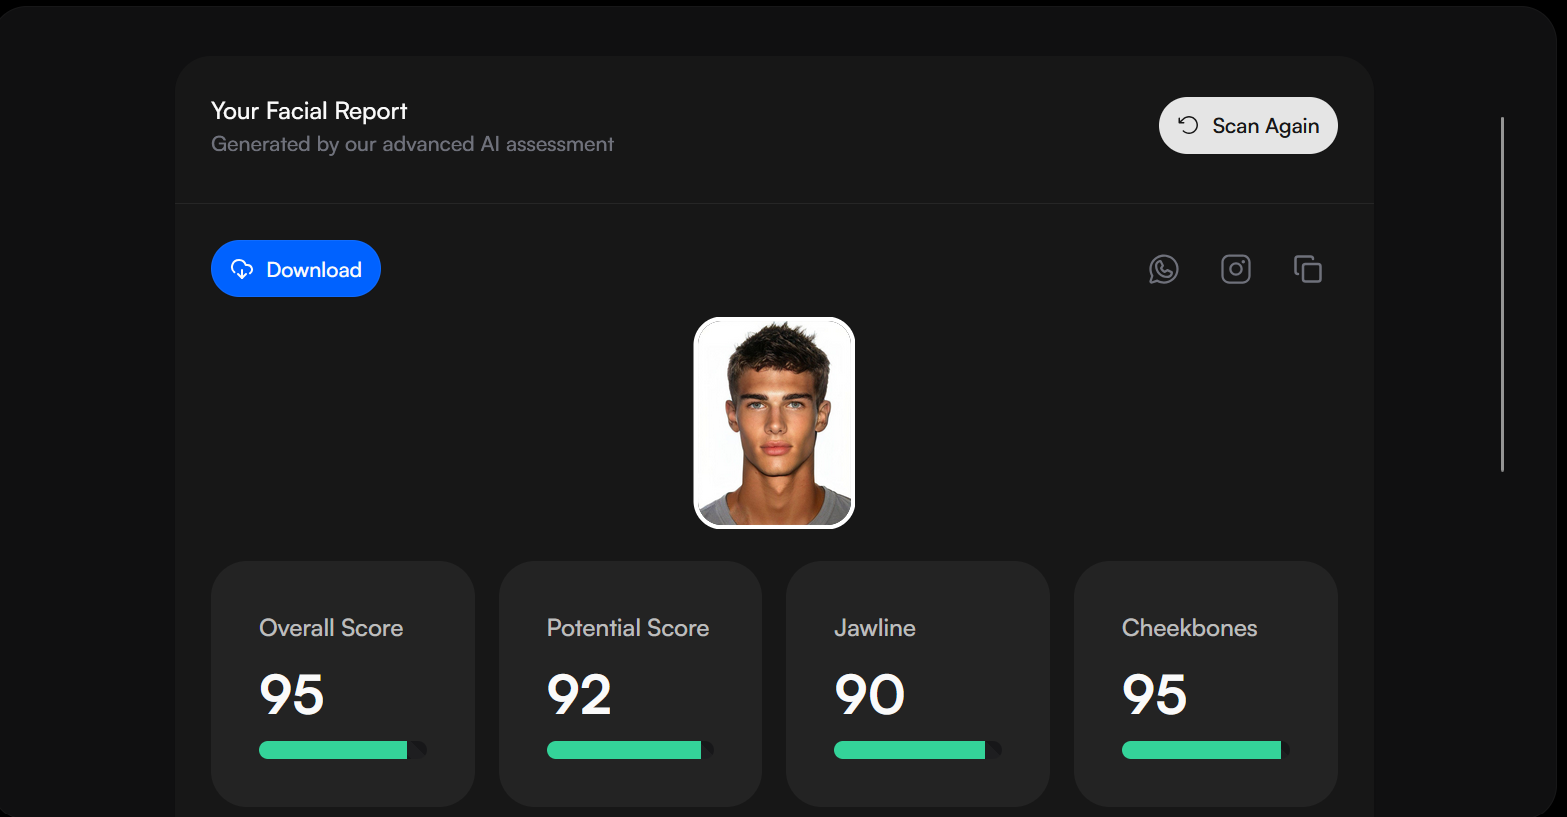 Your Facial Report
Generated by our advanced AI assessment
Scan Again
Download
Overall Score
95
Potential Score
92
Jawline
90
Cheekbones
95